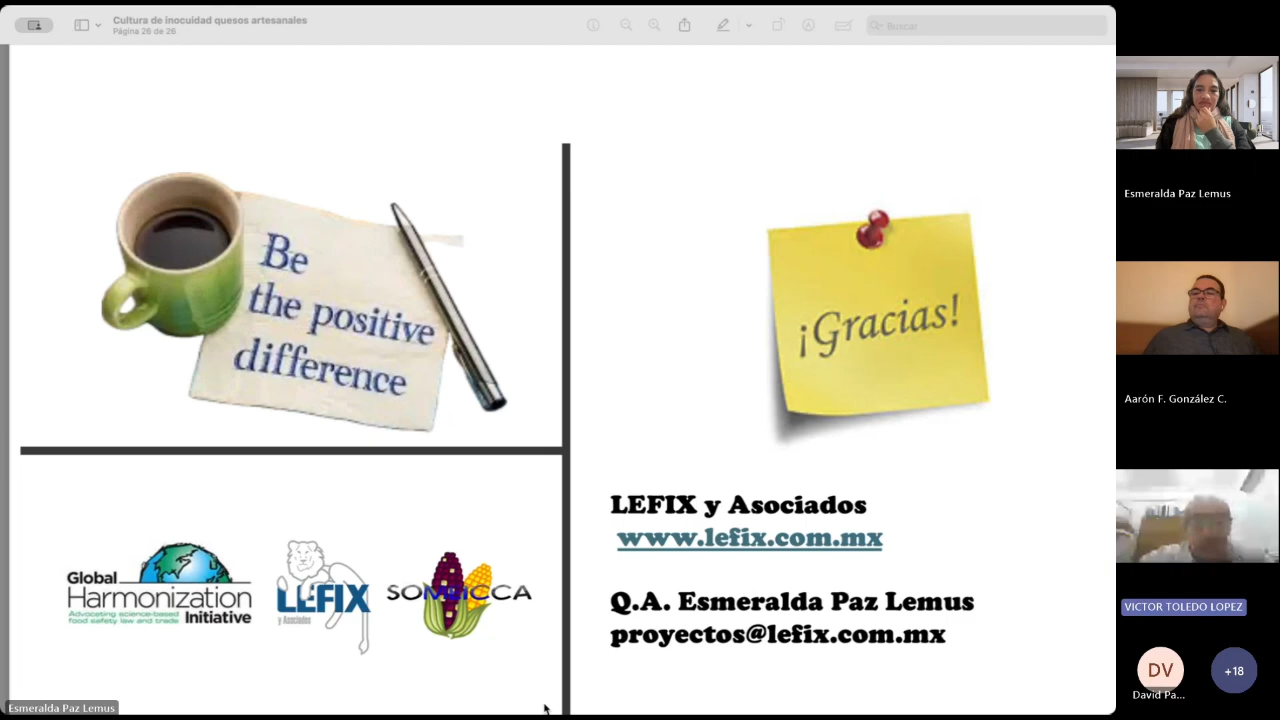 Cultura de inocuidad quesos artesanales
Página 26 de 26
Buscar
Be
the positive
difference
¡Gracias!
Global
Harmonization
Initiative
Advocating science-based
food safety law and trade
LEFIX
y Asociados
SOMEICCA
LEFIX y Asociados
www.lefix.com.mx
Q.A. Esmeralda Paz Lemus
proyectos@lefix.com.mx
Esmeralda Paz Lemus
Esmeralda Paz Lemus
Aarón F. González C.
VICTOR TOLEDO LOPEZ
DV
David Pa...
+18